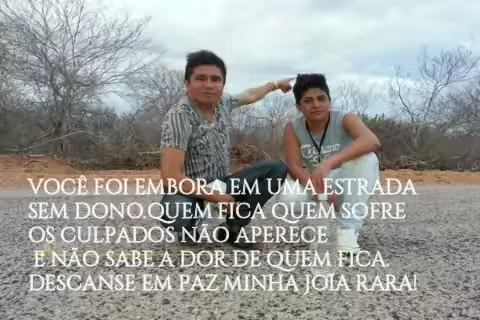 VOCÊ FOI EMBORA EM UMA ESTRADA
SEM DONO.QUEM FICA QUEM SOFRE
OS CULPADOS NÃO APERECE
E NÃO SABE A DOR DE QUEM FICA.
DESCANSE EM PAZ MINHA JOIA RARA!